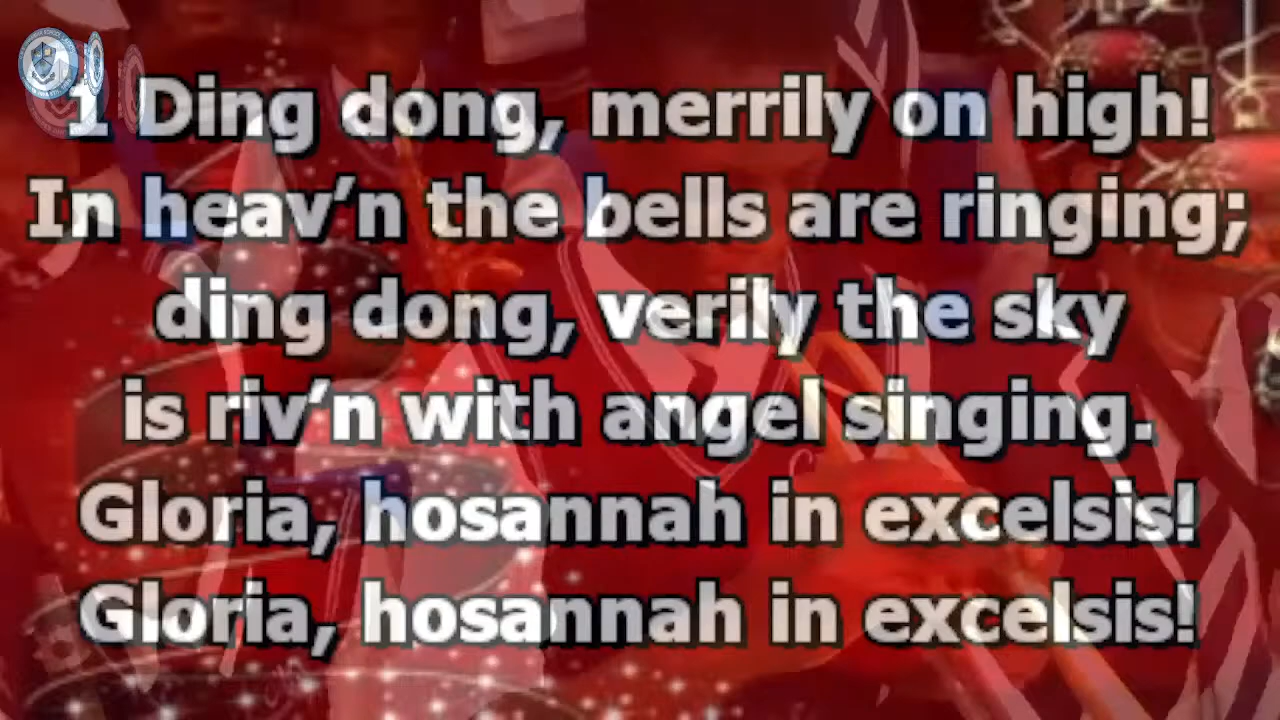 1 Ding dong, merrily on high!
In heav’n the bells are ringing;
ding dong, verily the sky
is riv’n with angel singing.
Gloria, hosannah in excelsis!
Gloria, hosannah in excelsis!